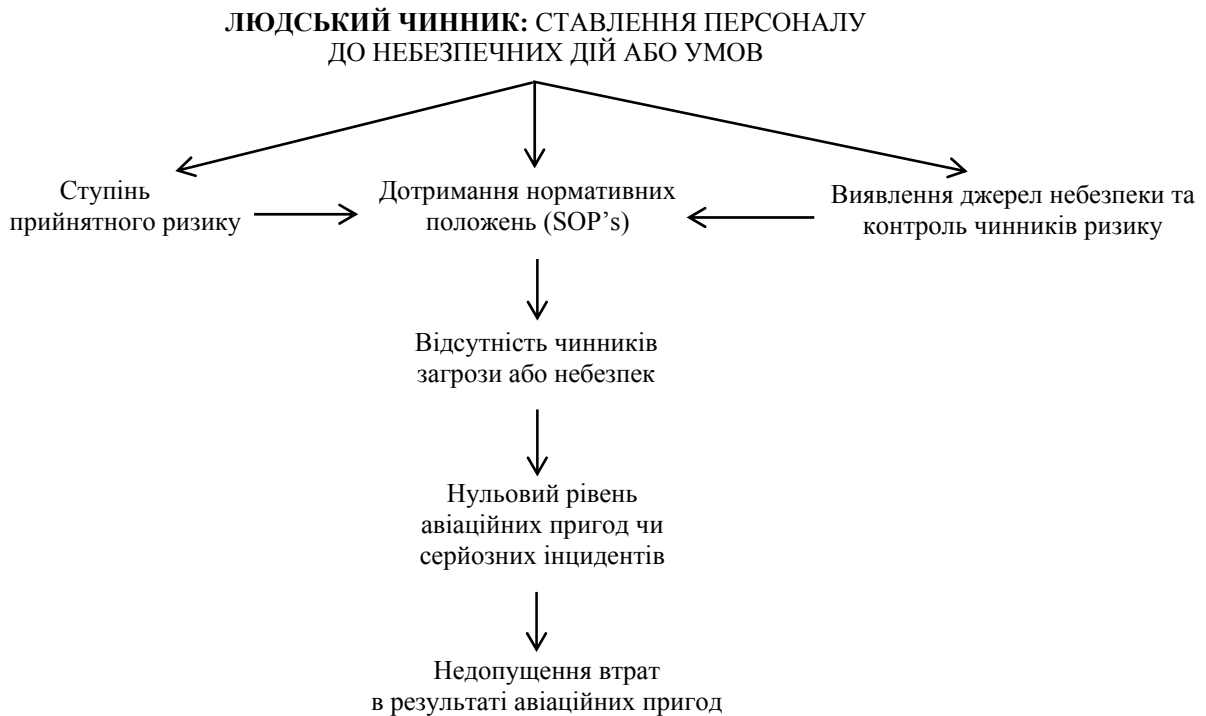 ЛЮДСЬКИЙ ЧИННИК: СТАВЛЕННЯ ПЕРСОНАЛУ
ДО НЕБЕЗПЕЧНИХ ДІЙ АБО УМОВ
Ступінь
прийнятного ризику
Дотримання нормативних
положень (SOP’s)
Виявлення джерел небезпеки та
контроль чинників ризику
Відсутність чинників
загрози або небезпек
Нульовий рівень
авіаційних пригод чи
серйозних інцидентів
Недопущення втрат
в результаті авіаційних пригод